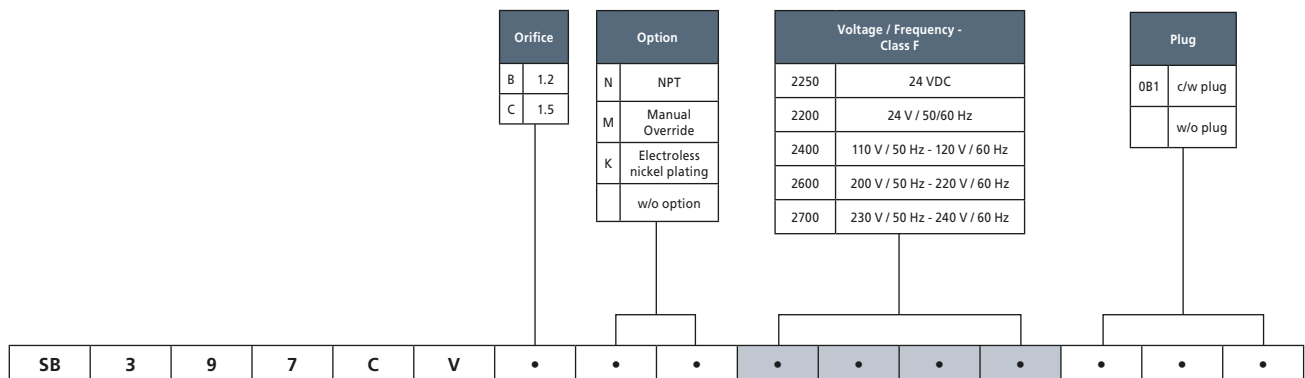 Orifice
B 1.2
C 1.5
Option
N NPT
M Manual
Override
K Electroless
nickel plating
w/o option
Voltage / Frequency -
Class F
2250 24 VDC
2200 24 V / 50/60 Hz
2400 110 V / 50 Hz - 120 V / 60 Hz
2600 200 V / 50 Hz - 220 V / 60 Hz
2700 230 V / 50 Hz - 240 V / 60 Hz
Plug
0B1 c/w plug
w/o plug
SB 3 9 7 C V • • • • • • • • • •